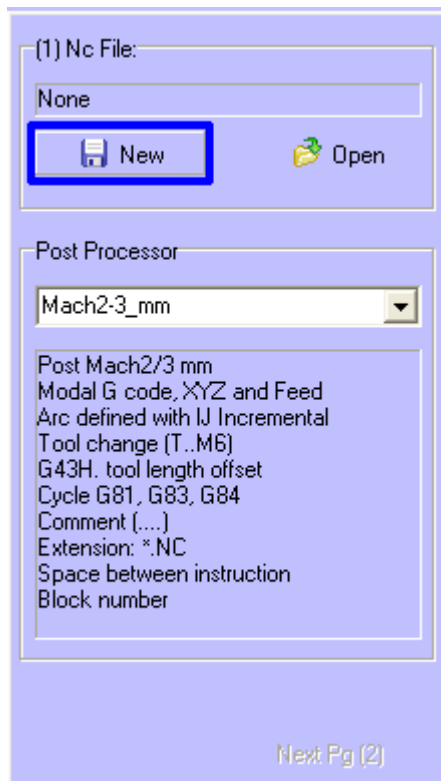 (1) Nc File:
None
New
Open
Post Processor
Mach2-3_mm
Post Mach2/3 mm
Modal G code, XYZ and Feed
Arc defined with IJ Incremental
Tool change (T..M6)
G43H. tool length offset
Cycle G81, G83, G84
Comment (....)
Extension: *.NC
Space between instruction
Block number
Next Pg (2)